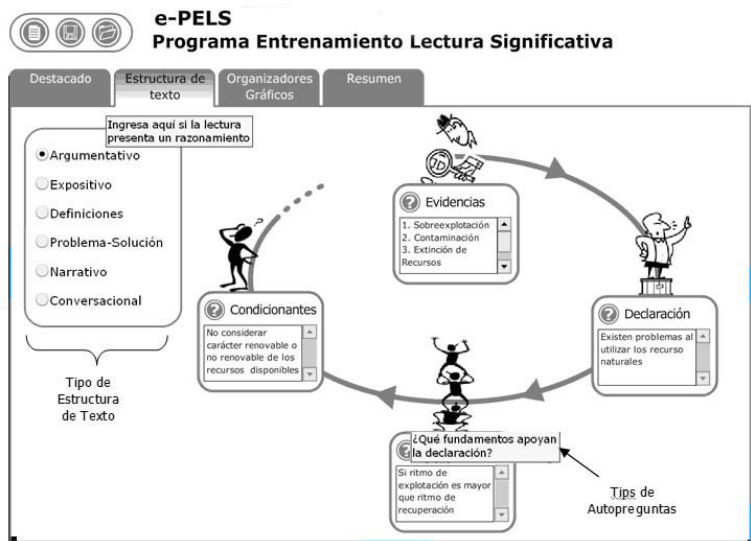 e-PELS
Programa Entrenamiento Lectura Significativa
Destacado
Estructura de
texto
Organizadores
Gráficos
Resumen
Ingresa aquí si la lectura
presenta un razonamiento
Argumentativo
Expositivo
Definiciones
Problema-Solución
Narrativo
Conversacional
Tipo de
Estructura
de Texto
Evidencias
1. Sobreexplotación
2. Contaminación
3. Extinción de
Recursos
Declaración
Existen problemas al
utilizar los recurso
naturales
Condicionantes
No considerar
carácter renovable o
no renovable de los
recursos disponibles
¿Qué fundamentos apoyan
la declaración?
Si ritmo de
explotación es mayor
que ritmo de
recuperación
Tips de
Autopreguntas